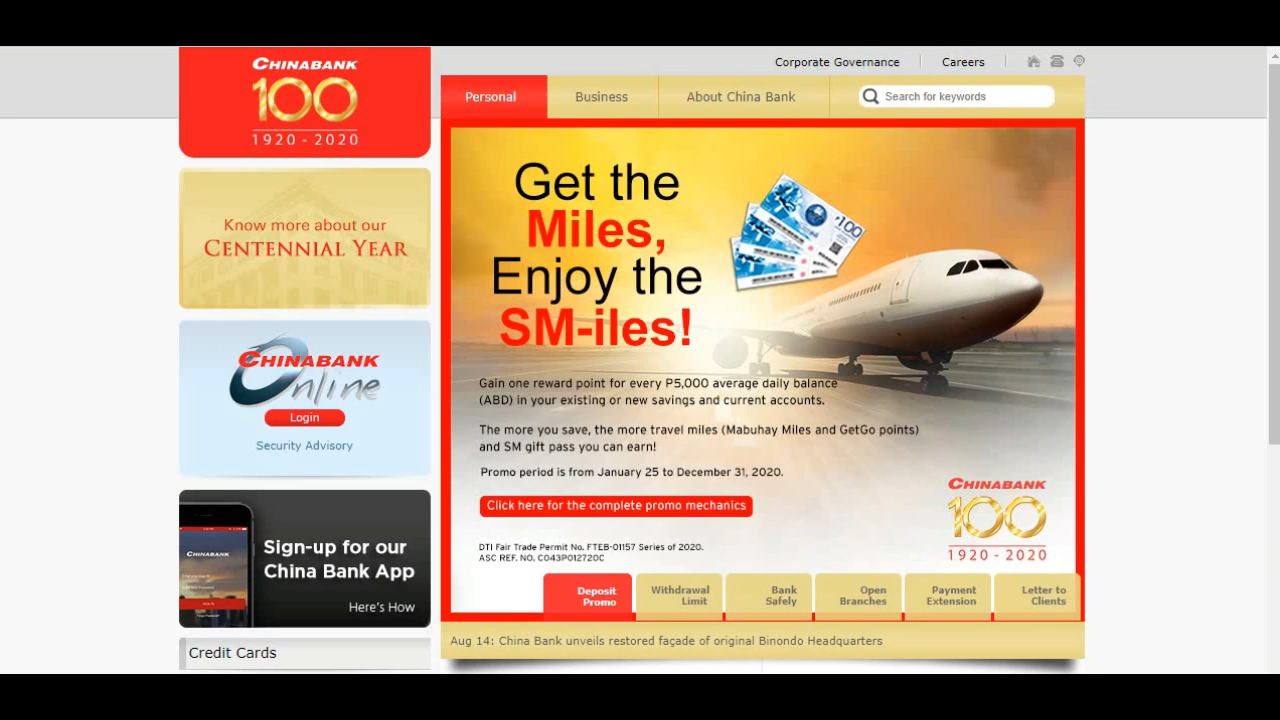 CHINABANK
100
1920 - 2020
Corporate Governance
Careers
Personal
Business
About China Bank
Search for keywords
Know more about our
CENTENNIAL YEAR
CHINABANK
Online
Login
Security Advisory
CHINABANK
Sign-up for our
China Bank App
Here's How
Credit Cards
Get the
Miles,
Enjoy the
SM-iles!
100
Gain one reward point for every P5,000 average daily balance
(ABD) in your existing or new savings and current accounts.
The more you save, the more travel miles (Mabuhay Miles and GetGo points)
and SM gift pass you can earn!
Promo period is from January 25 to December 31, 2020.
Click here for the complete promo mechanics
DTI Fair Trade Permit No. FTEB-01157 Series of 2020.
ASC REF. NO. C043P012720C
CHINABANK
100
1920 - 2020
Deposit
Promo
Withdrawal
Limit
Bank
Safely
Open
Branches
Payment
Extension
Letter to
Clients
Aug 14: China Bank unveils restored façade of original Binondo Headquarters